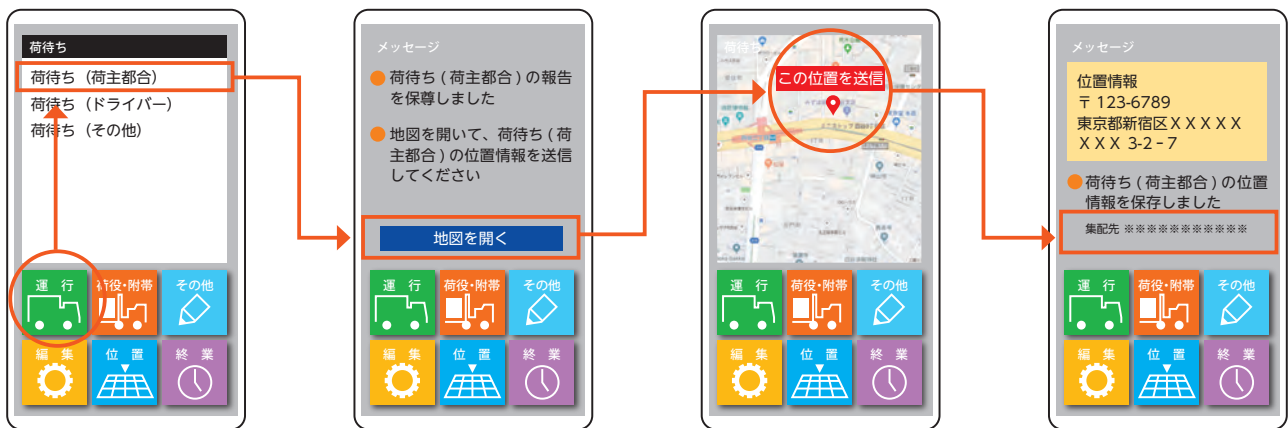 荷待ち
荷待ち（荷主都合）
荷待ち（ドライバー）
荷待ち（その他）
運 行
荷役・附帯
その他
編 集
位 置
終 業
メッセージ
荷待ち ( 荷主都合 ) の報告
を保尊しました
地図を開いて、荷待ち ( 荷
主都合 ) の位置情報を送信
してください
地図を開く
運 行
荷役・附帯
その他
編 集
位 置
終 業
荷待ち
この位置を送信
運 行
荷役・附帯
その他
編 集
位 置
終 業
メッセージ
位置情報
〒 123-6789
東京都新宿区ＸＸＸＸＸ
ＸＸＸ 3-2－7
荷待ち ( 荷主都合 ) の位置
情報を保存しました
集配先 ※※※※※※※※※※※
運 行
荷役・附帯
その他
編 集
位 置
終 業